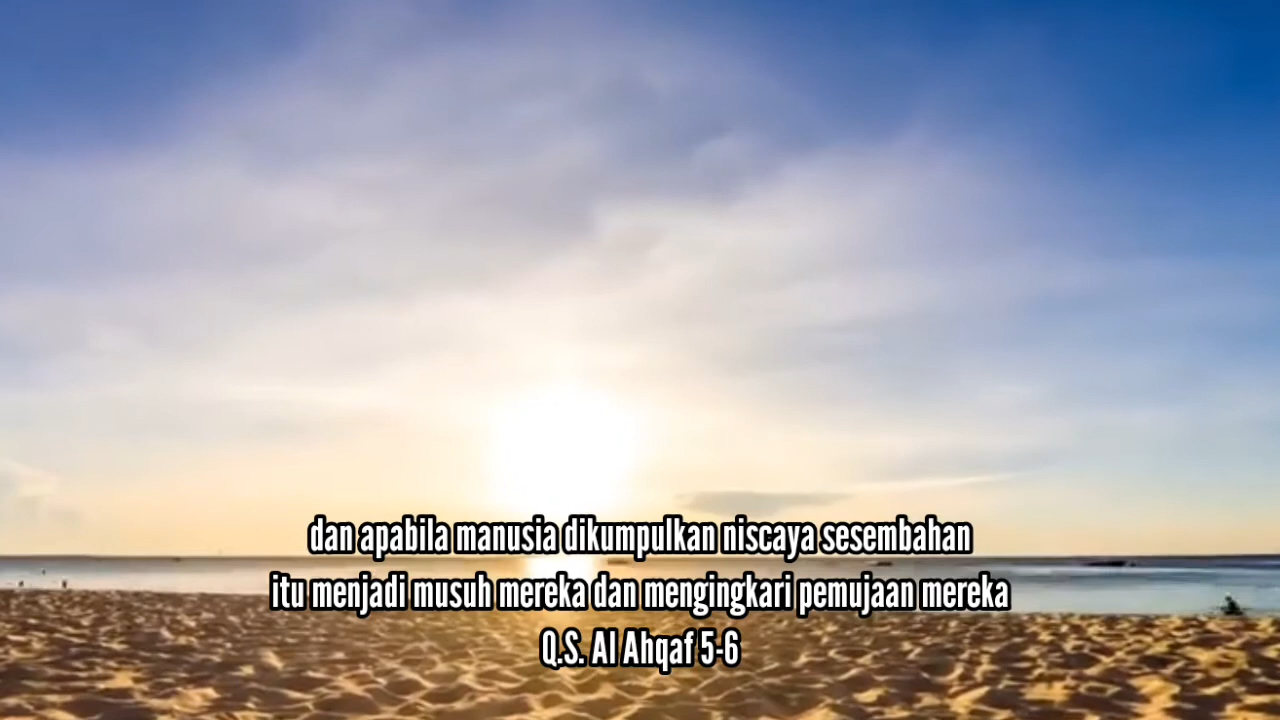 dan apabila manusia dikumpulkan niscaya sesembahan
itu menjadi musuh mereka dan mengingkari pemujaan mereka
Q.S. Al Ahqaf 5-6